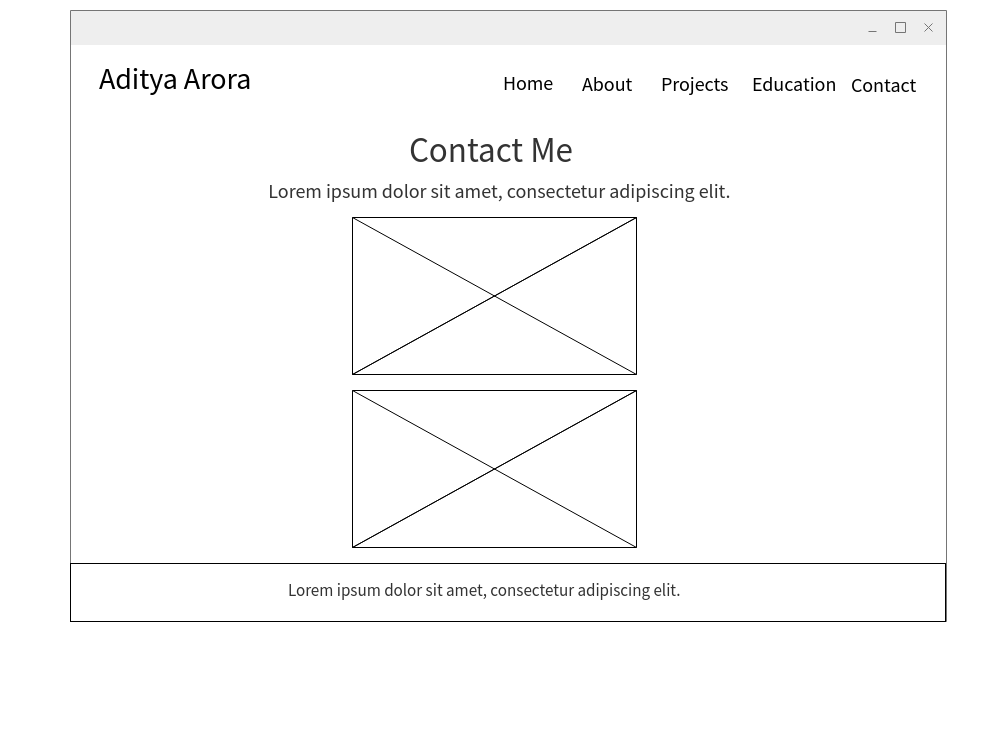 Aditya Arora
Home About Projects Education Contact
Contact Me
Lorem ipsum dolor sit amet, consectetur adipiscing elit.
Lorem ipsum dolor sit amet, consectetur adipiscing elit.